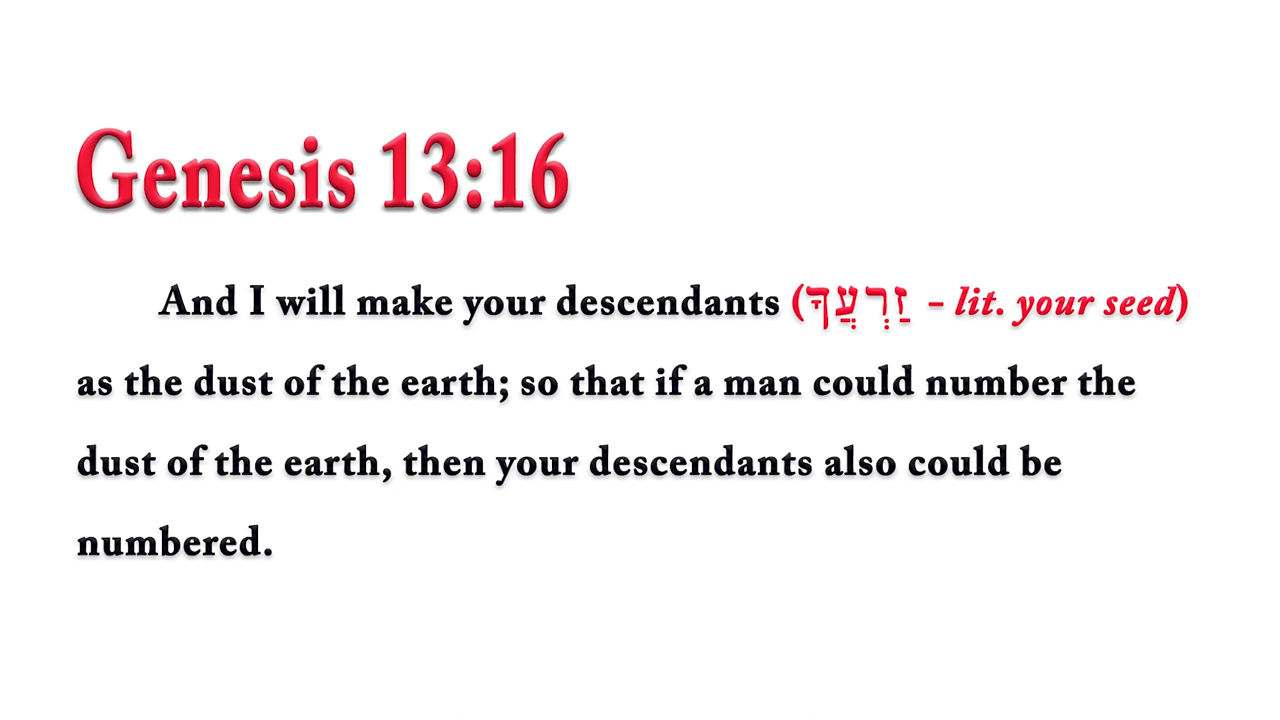 Genesis 13:16
And I will make your descendants (זַרְעֲךָ – lit. your seed)
as the dust of the earth; so that if a man could number the
dust of the earth, then your descendants also could be
numbered.